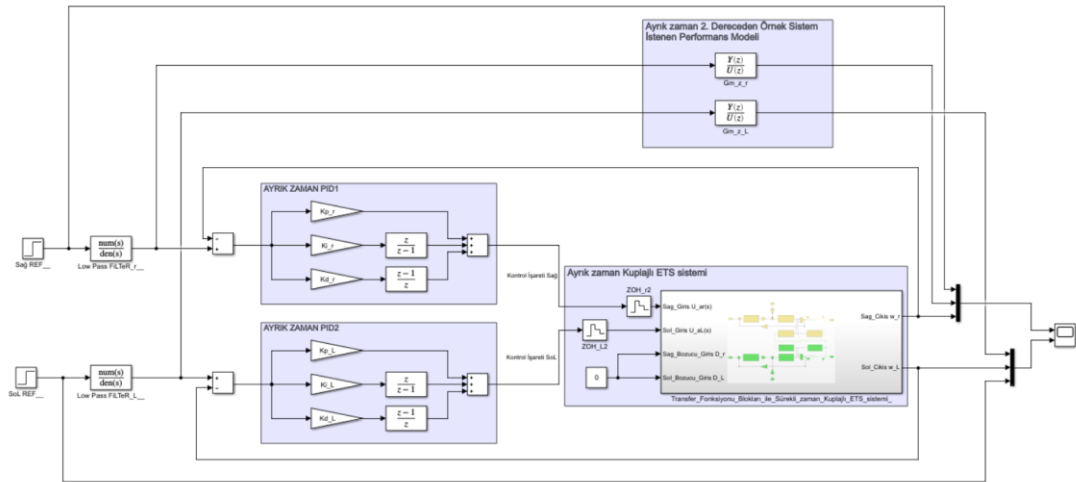 Ayrık zaman 2. Dereceden Örnek Sistem
İstenen Performans Modeli
Y(z)
U(z)
Gm_z_r
Y(z)
U(z)
Gm_z_L
AYRIK ZAMAN PID1
Kp_r
Ki_r
z
z−1
Kd_r
z−1
z
Sağ REF__
num(s)
den(s)
Low Pass FiLTeR_r__
Kontrol İşareti Sağ
AYRIK ZAMAN PID2
Kp_L
Ki_L
z
z−1
Kd_L
z−1
z
SoL REF__
num(s)
den(s)
Low Pass FiLTeR_L__
Kontrol İşareti SoL
Ayrık zaman Kuplajlı ETS sistemi
ZOH_r2
ZOH_L2
0
Sag_Giris U_ar(s)
Sol_Giris U_aL(s)
Sag_Bozucu_Giris D_r
Sol_Bozucu_Giris D_L
Sag_Cikis w_r
Sol_Cikis w_L
Transfer_Fonksiyonu_Blokları_ile_Sürekli_zaman_Kuplajlı_ETS_sistemi_